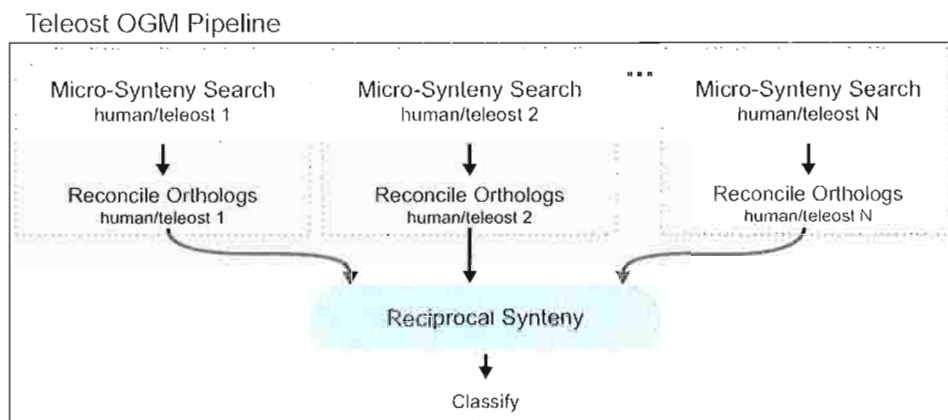 Teleost OGM Pipeline
Micro-Synteny Search
human/teleost 1
Micro-Synteny Search
human/teleost 2
...
Micro-Synteny Search
human/teleost N
Reconcile Orthologs
human/teleost 1
Reconcile Orthologs
human/teleost 2
Reconcile Orthologs
human/teleost N
Reciprocal Synteny
Classify